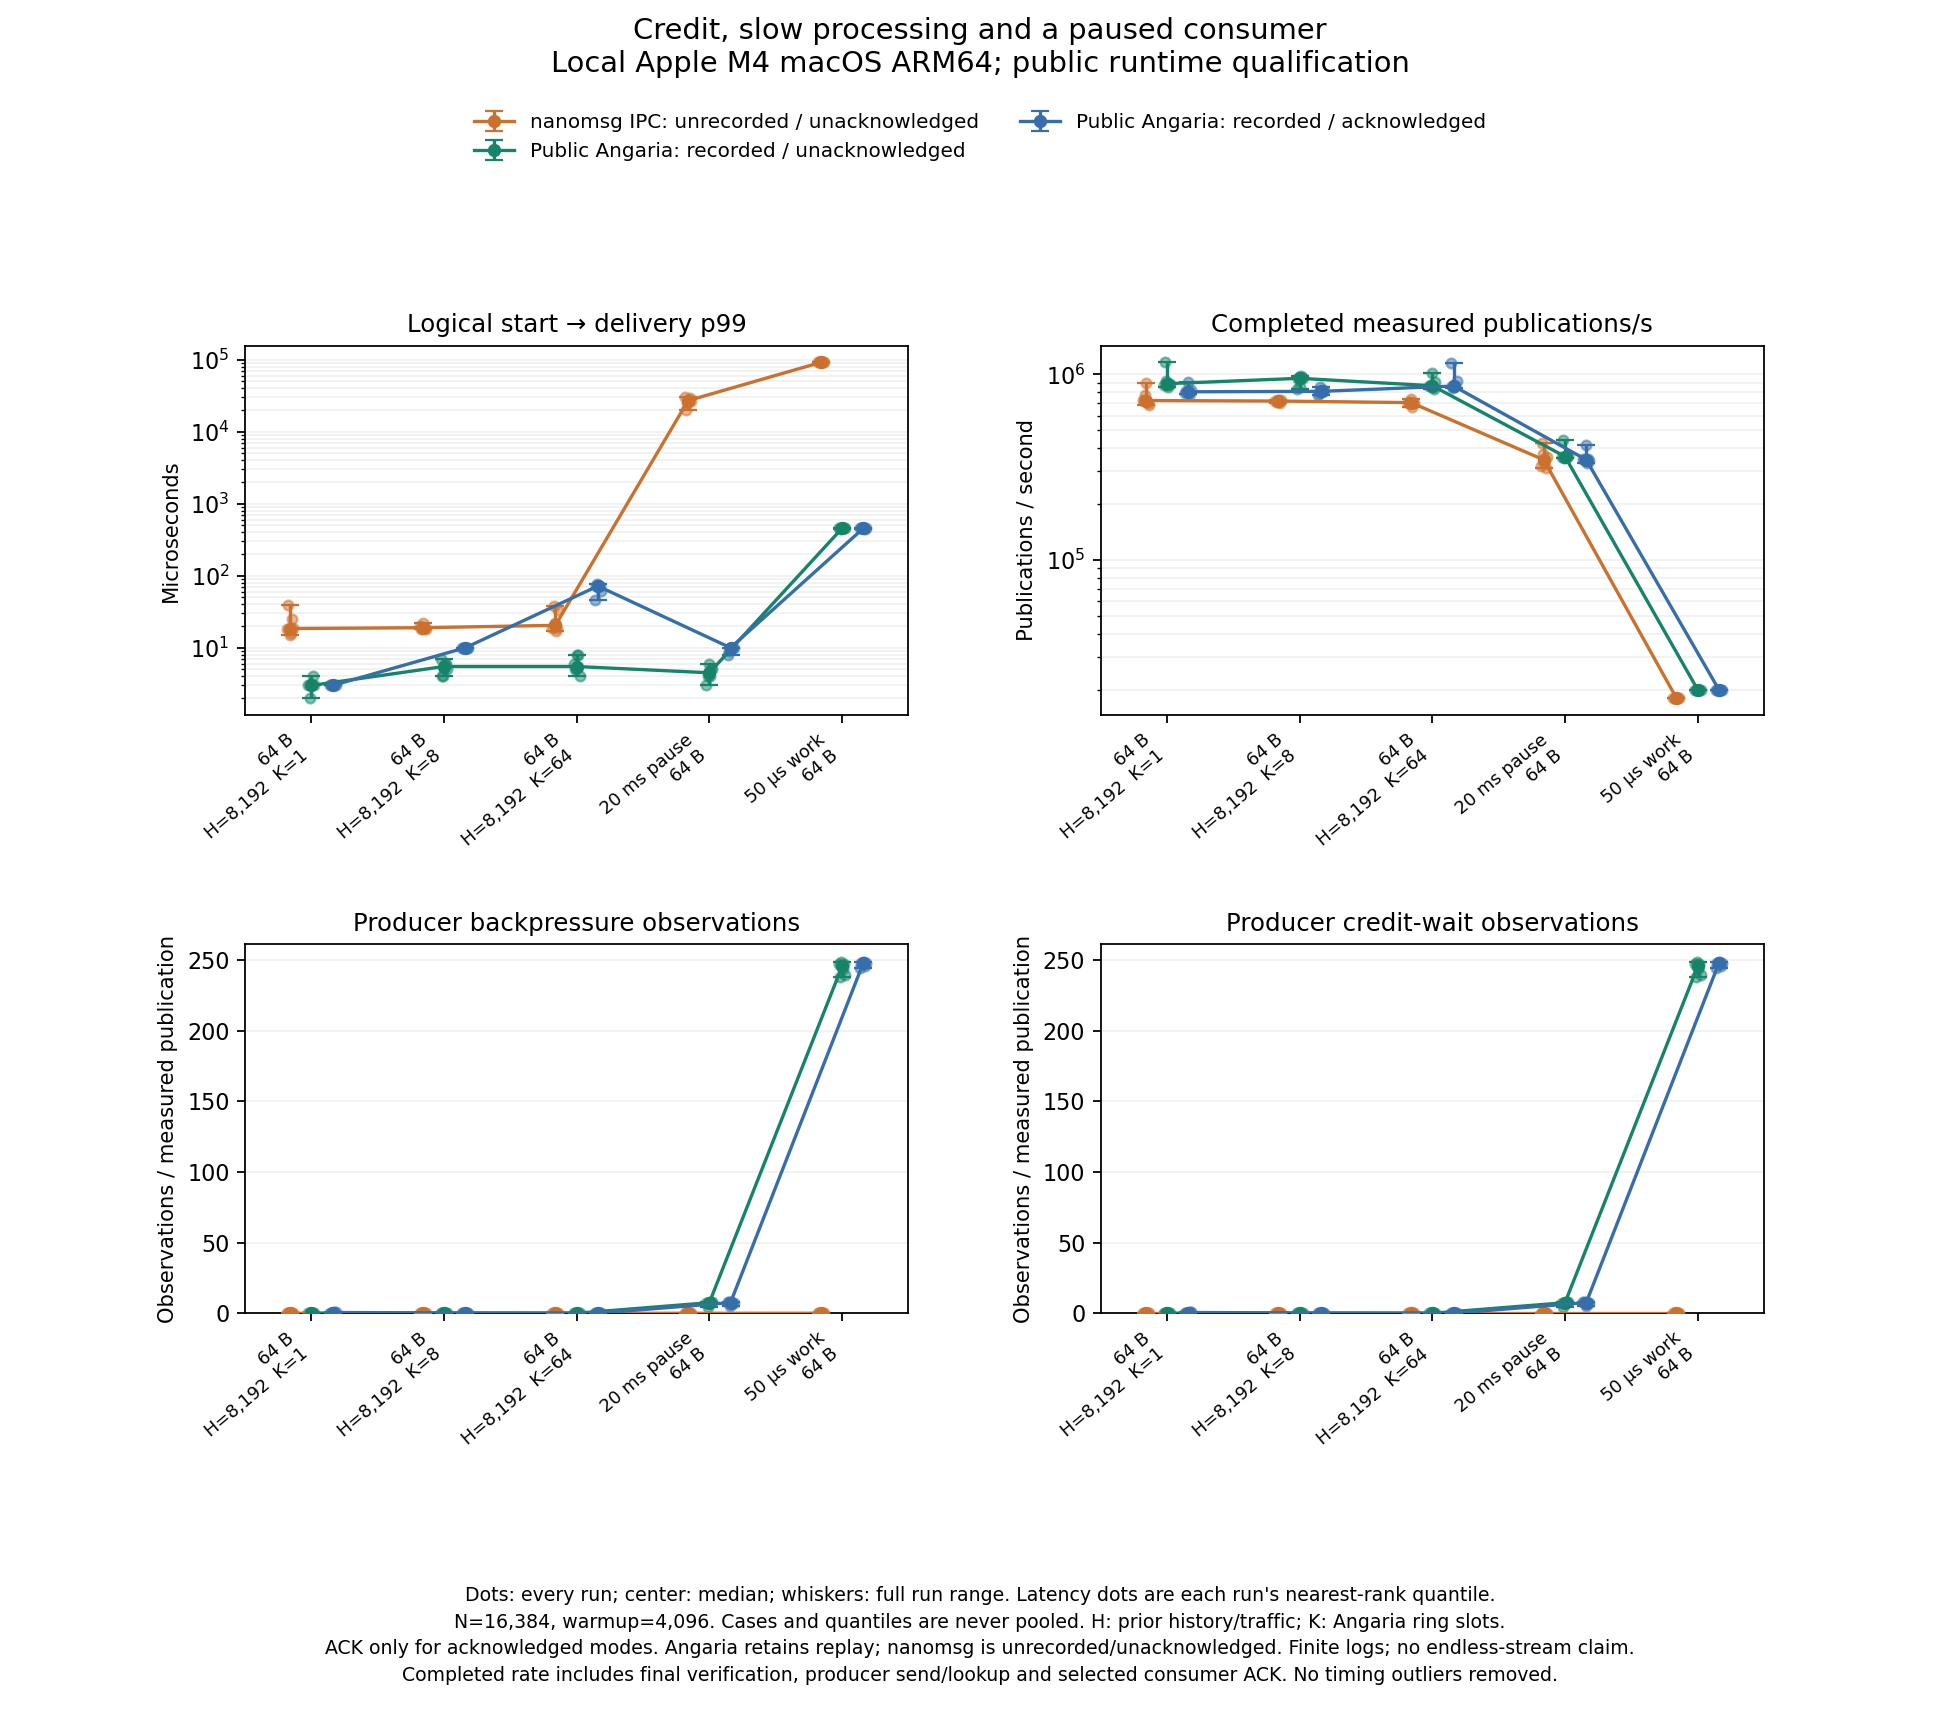 Credit, slow processing and a paused consumer
Local Apple M4 macOS ARM64; public runtime qualification
nanomsg IPC: unrecorded / unacknowledged
Public Angaria: recorded / unacknowledged
Public Angaria: recorded / acknowledged
Logical start → delivery p99
Microseconds
10⁵
10⁴
10³
10²
10¹
64 B
H=8,192 K=1
64 B
H=8,192 K=8
64 B
H=8,192 K=64
20 ms pause
64 B
50 µs work
64 B
Completed measured publications/s
Publications / second
10⁶
10⁵
64 B
H=8,192 K=1
64 B
H=8,192 K=8
64 B
H=8,192 K=64
20 ms pause
64 B
50 µs work
64 B
Producer backpressure observations
Observations / measured publication
250
200
150
100
50
0
64 B
H=8,192 K=1
64 B
H=8,192 K=8
64 B
H=8,192 K=64
20 ms pause
64 B
50 µs work
64 B
Producer credit-wait observations
Observations / measured publication
250
200
150
100
50
0
64 B
H=8,192 K=1
64 B
H=8,192 K=8
64 B
H=8,192 K=64
20 ms pause
64 B
50 µs work
64 B
Dots: every run; center: median; whiskers: full run range. Latency dots are each run's nearest-rank quantile.
N=16,384, warmup=4,096. Cases and quantiles are never pooled. H: prior history/traffic; K: Angaria ring slots.
ACK only for acknowledged modes. Angaria retains replay; nanomsg is unrecorded/unacknowledged. Finite logs; no endless-stream claim.
Completed rate includes final verification, producer send/lookup and selected consumer ACK. No timing outliers removed.